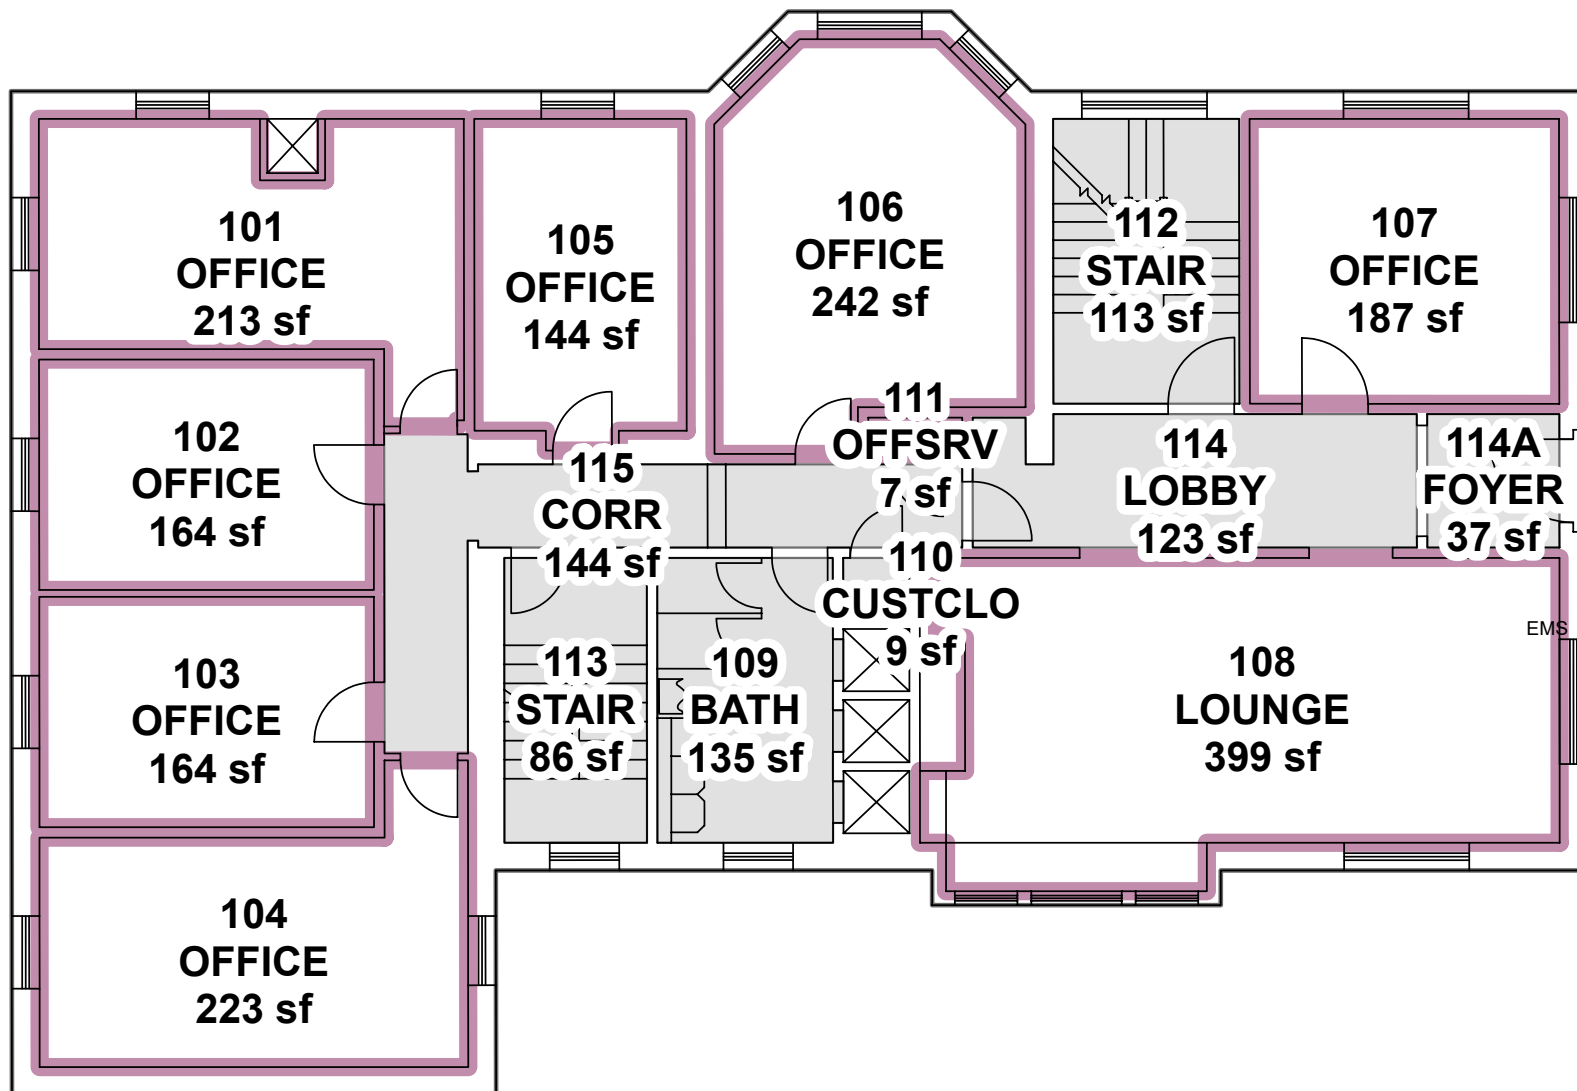 101
OFFICE
213 sf
105
OFFICE
144 sf
106
OFFICE
242 sf
112
STAIR
113 sf
107
OFFICE
187 sf
102
OFFICE
164 sf
115
CORR
144 sf
111
OFFSRV
7 sf
114
LOBBY
123 sf
114A
FOYER
37 sf
103
OFFICE
164 sf
113
STAIR
86 sf
109
BATH
135 sf
110
CUSTCLO
9 sf
108
LOUNGE
399 sf
EMS
104
OFFICE
223 sf